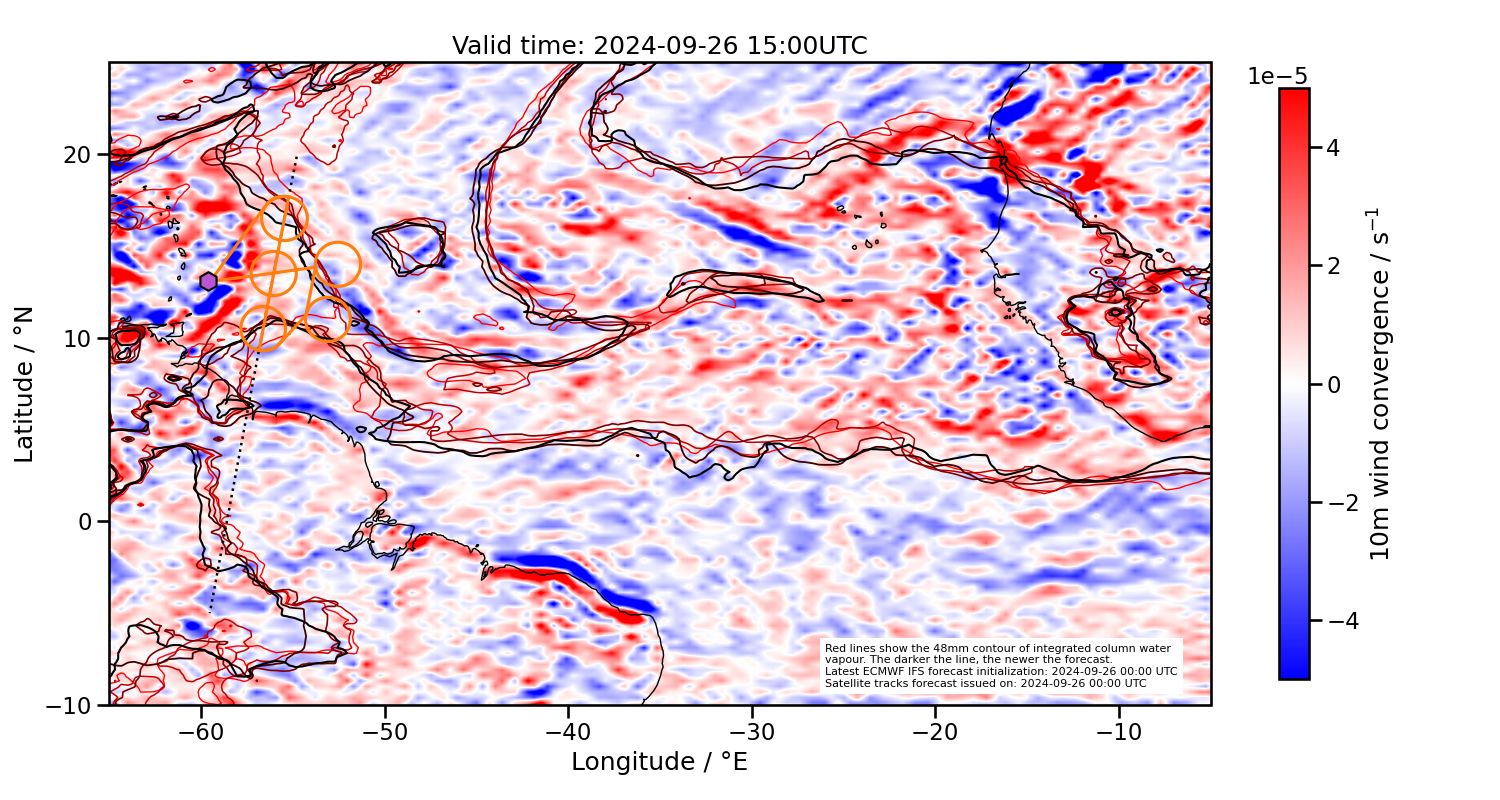 Valid time: 2024-09-26 15:00UTC
1e−5
20
10
0
−10
−60
−50
−40
−30
−20
−10
Longitude / °E
Latitude / °N
4
2
0
−2
−4
10m wind convergence / s⁻¹
Red lines show the 48mm contour of integrated column water
vapour. The darker the line, the newer the forecast.
Latest ECMWF IFS forecast initialization: 2024-09-26 00:00 UTC
Satellite tracks forecast issued on: 2024-09-26 00:00 UTC